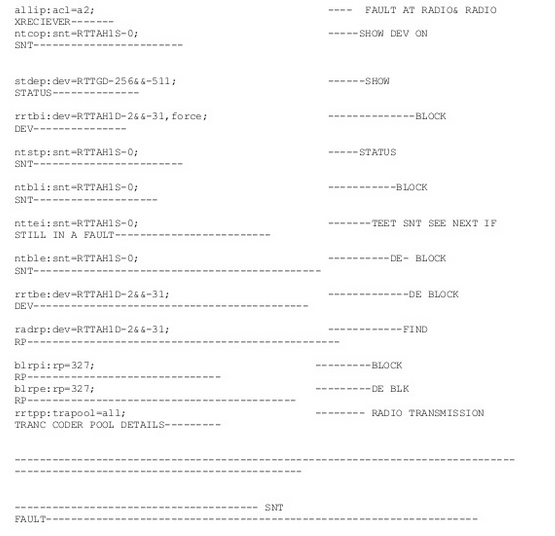 allip:acl=a2; ---- FAULT AT RADIO& RADIO
XRECIEVER-------
ntcop:snt=RTTAH1S-0; -----SHOW DEV ON
SNT------------------------
stdep:dev=RTTGD-256&&-511; ------SHOW
STATUS--------------
rrtbi:dev=RTTAH1D-2&&-31,force; --------------BLOCK
DEV---------------
ntstp:snt=RTTAH1S-0; -----STATUS
SNT------------------------
ntbli:snt=RTTAH1S-0; -----------BLOCK
SNT--------------------
nttei:snt=RTTAH1S-0; -------TEET SNT SEE NEXT IF
STILL IN A FAULT-------------------------
ntble:snt=RTTAH1S-0; ----------DE- BLOCK
SNT----------------------------------------------
rrtbe:dev=RTTAH1D-2&&-31; -------------DE BLOCK
DEV--------------------------------------------
radrp:dev=RTTAH1D-2&&-31; ------------FIND
RP--------------------------------------------------
blrpi:rp=327; ---------BLOCK
RP-------------------------------
blrpe:rp=327; ---------DE BLK
RP-------------------------------------------
rrtpp:trapool=all; -------- RADIO TRANSMISSION
TRANC CODER POOL DETAILS---------
--------------------------------------------------------------------------------
----------------------------------------------
--------------------------------------- SNT
FAULT---------------------------------------------------------------------